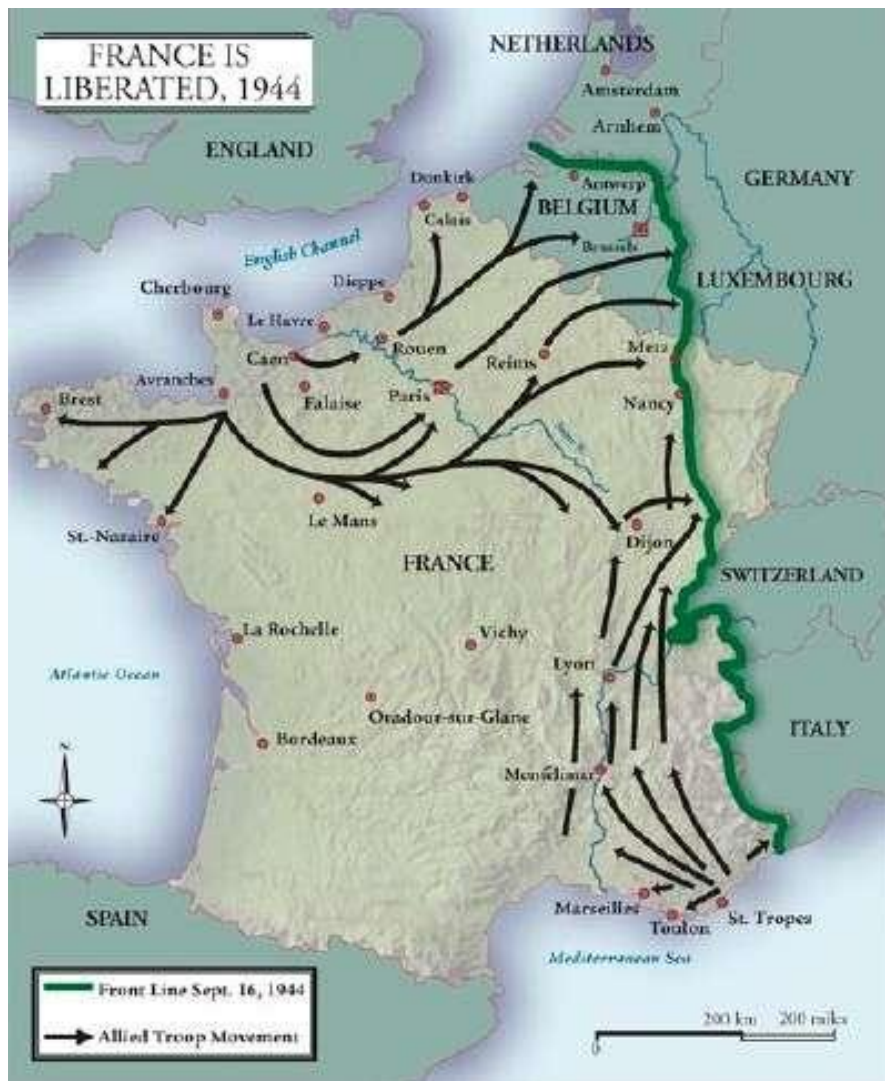 FRANCE IS
LIBERATED, 1944
NETHERLANDS
Amsterdam
Arnhem
ENGLAND
GERMANY
Dunkirk
Antwerp
Calais
BELGIUM
Brussels
English Channel
LUXEMBOURG
Cherbourg
Dieppe
Le Havre
Rouen
Caen
Reims
Metz
Avranches
Falaise
Paris
Nancy
Brest
Le Mans
St.-Nazaire
Dijon
FRANCE
SWITZERLAND
La Rochelle
Vichy
Lyon
Atlantic Ocean
Oradour-sur-Glane
ITALY
Bordeaux
N
Montelimar
SPAIN
Marseilles
St. Tropes
Toulon
Mediterranean Sea
Front Line Sept. 16, 1944
Allied Troop Movement
200 km 200 miles
0